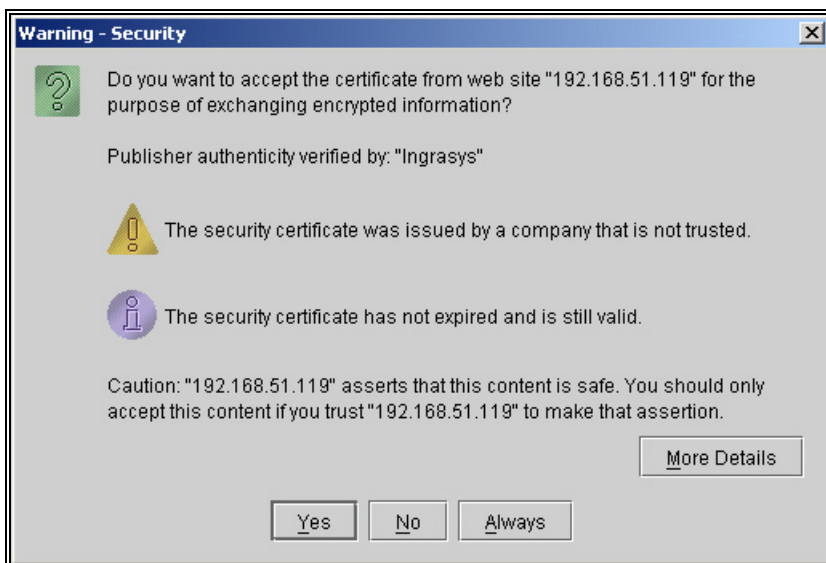 Warning - Security
Do you want to accept the certificate from web site "192.168.51.119" for the
purpose of exchanging encrypted information?
Publisher authenticity verified by: "Ingrasys"
The security certificate was issued by a company that is not trusted.
The security certificate has not expired and is still valid.
Caution: "192.168.51.119" asserts that this content is safe. You should only
accept this content if you trust "192.168.51.119" to make that assertion.
More Details
Yes No Always